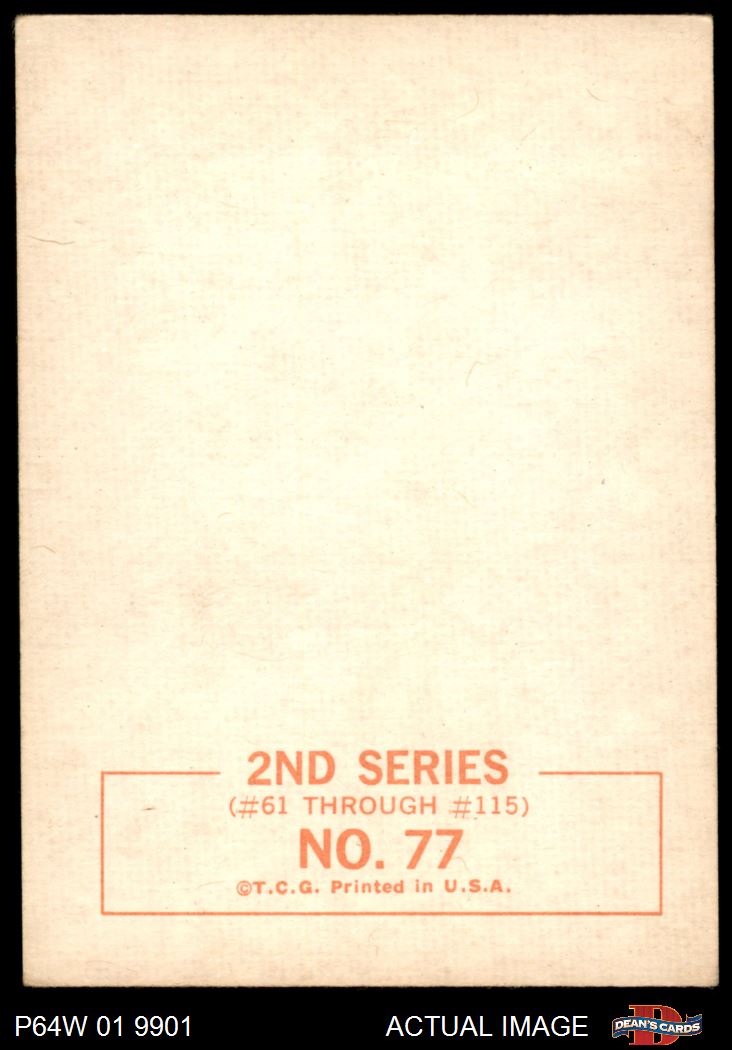 2ND SERIES
(#61 THROUGH #115)
NO. 77
©T.C.G. Printed in U.S.A.
P64W 01 9901
ACTUAL IMAGE
D
DEAN'S CARDS